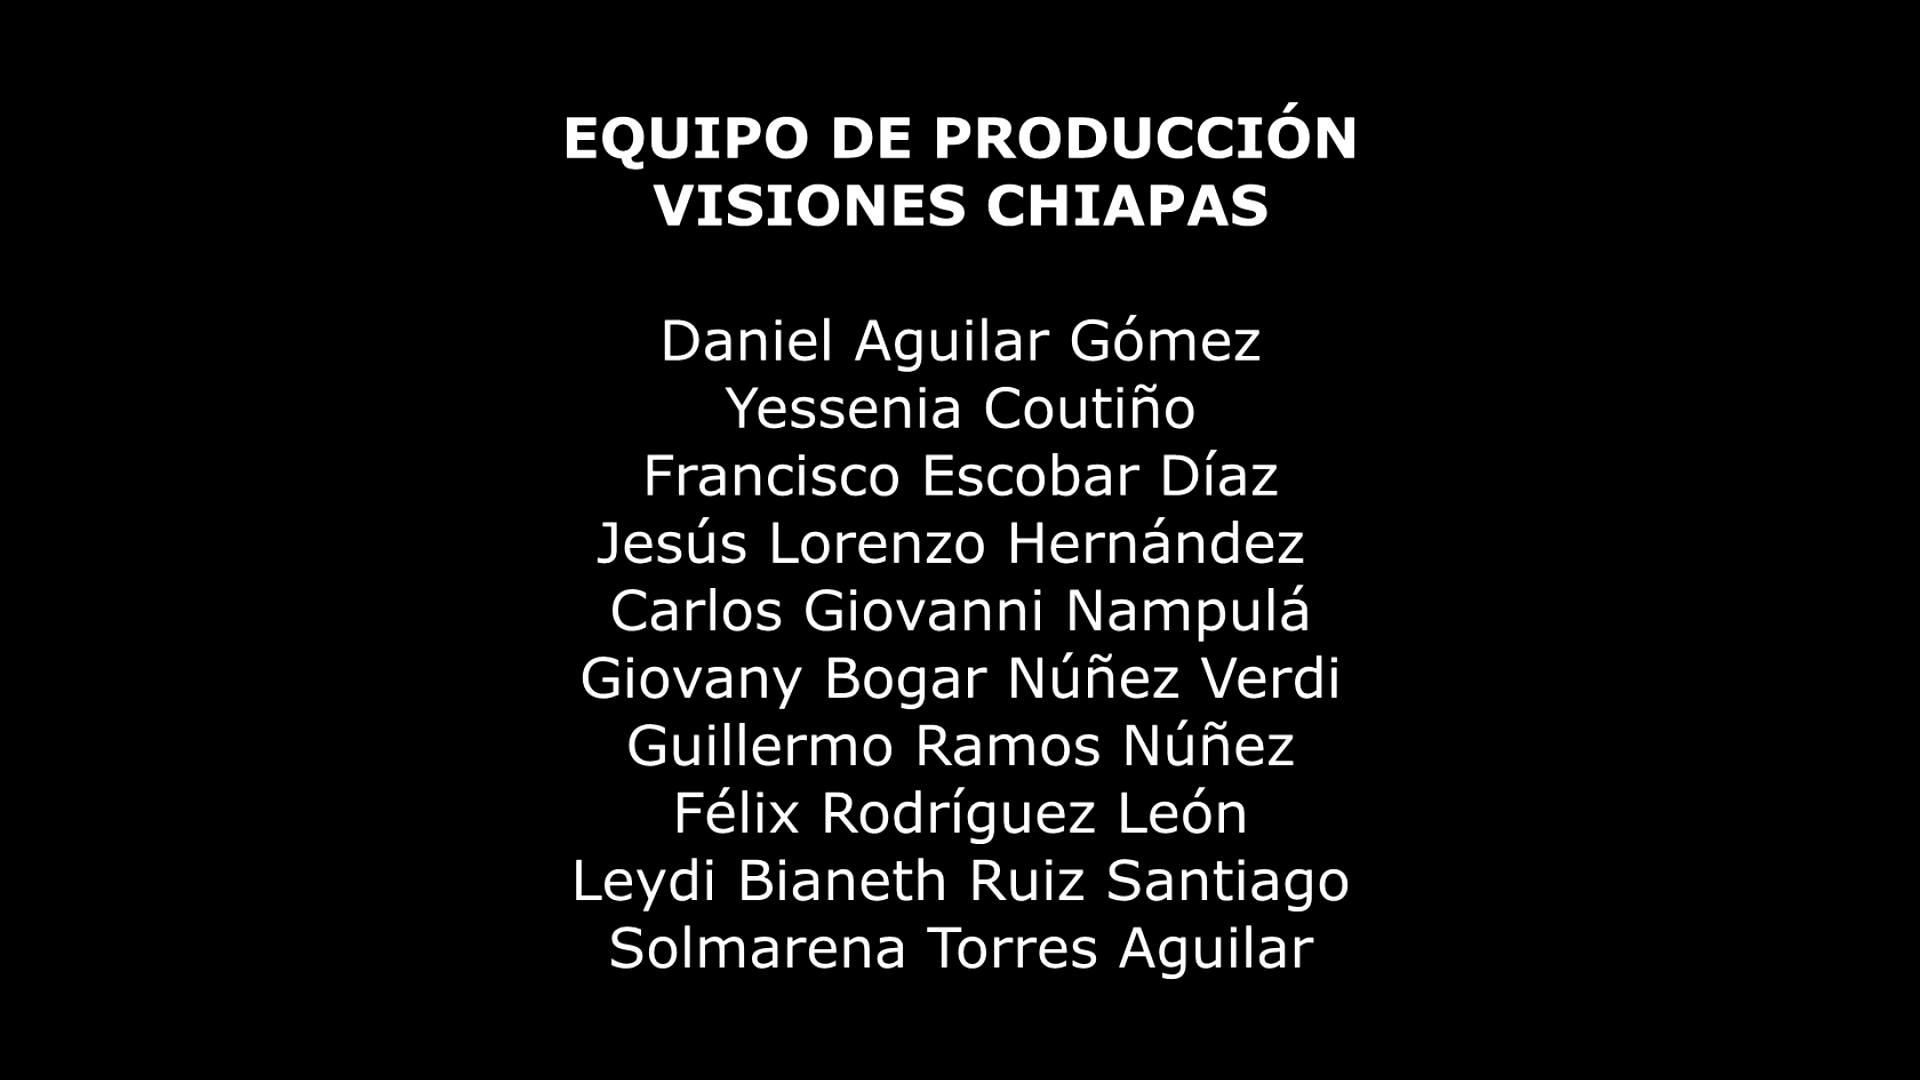 EQUIPO DE PRODUCCIÓN
VISIONES CHIAPAS
Daniel Aguilar Gómez
Yessenia Coutiño
Francisco Escobar Díaz
Jesús Lorenzo Hernández
Carlos Giovanni Nampulá
Giovany Bogar Núñez Verdi
Guillermo Ramos Núñez
Félix Rodríguez León
Leydi Bianeth Ruiz Santiago
Solmarena Torres Aguilar